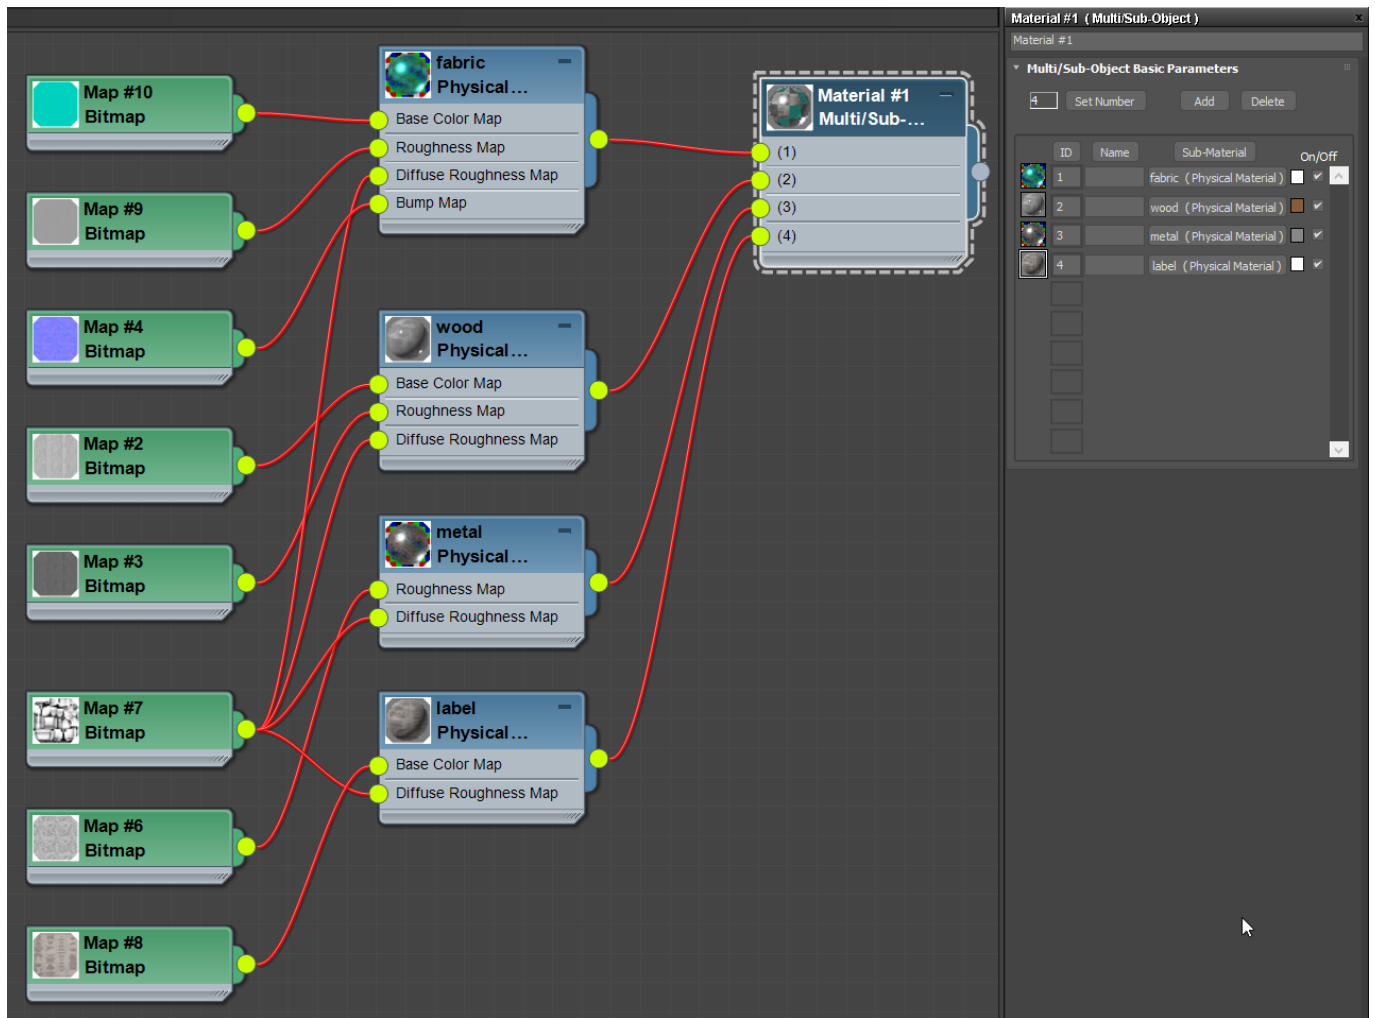 Map #10
Bitmap
Map #9
Bitmap
Map #4
Bitmap
Map #2
Bitmap
Map #3
Bitmap
Map #7
Bitmap
Map #6
Bitmap
Map #8
Bitmap
fabric
Physical...
Base Color Map
Roughness Map
Diffuse Roughness Map
Bump Map
wood
Physical...
Base Color Map
Roughness Map
Diffuse Roughness Map
metal
Physical...
Roughness Map
Diffuse Roughness Map
label
Physical...
Base Color Map
Diffuse Roughness Map
Material #1
Multi/Sub-...
(1)
(2)
(3)
(4)
Material #1 ( Multi/Sub-Object )
x
Material #1
Multi/Sub-Object Basic Parameters
4 Set Number Add Delete
ID Name Sub-Material On/Off
1 fabric ( Physical Material )
2 wood ( Physical Material )
3 metal ( Physical Material )
4 label ( Physical Material )